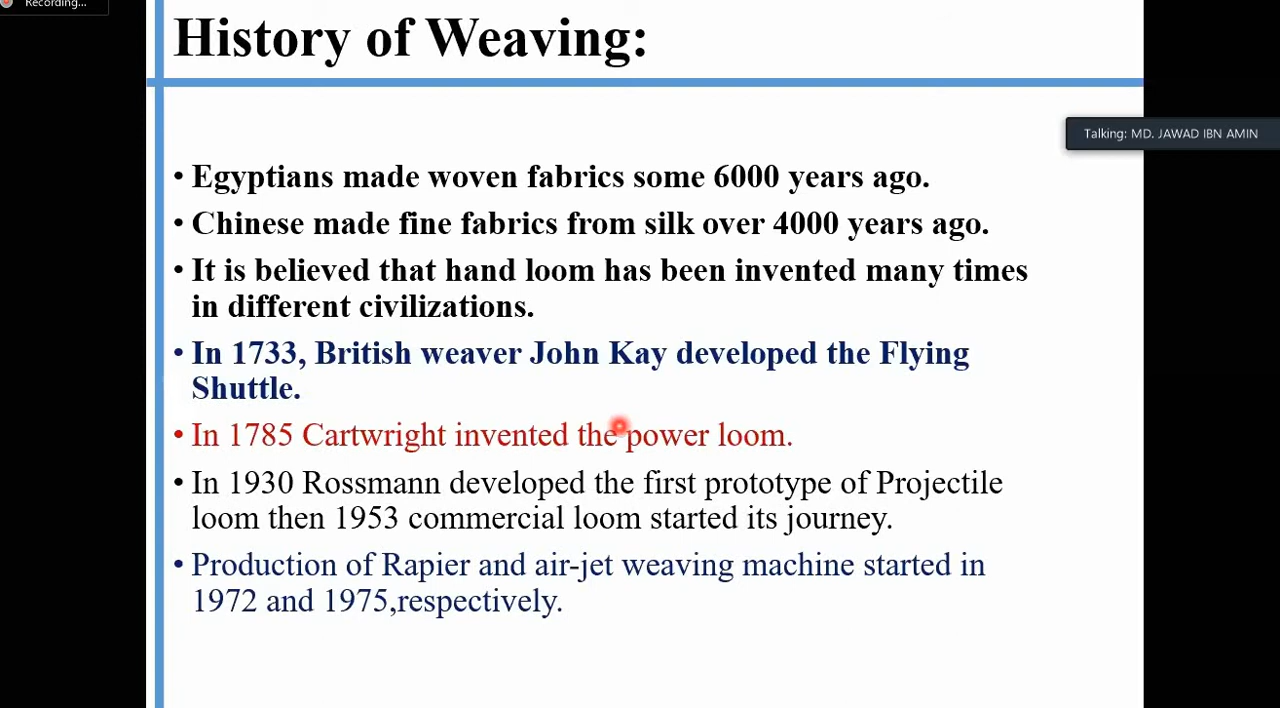 Recording...
History of Weaving:
Talking: MD. JAWAD IBN AMIN
• Egyptians made woven fabrics some 6000 years ago.
• Chinese made fine fabrics from silk over 4000 years ago.
• It is believed that hand loom has been invented many times
in different civilizations.
• In 1733, British weaver John Kay developed the Flying
Shuttle.
• In 1785 Cartwright invented the power loom.
• In 1930 Rossmann developed the first prototype of Projectile
loom then 1953 commercial loom started its journey.
• Production of Rapier and air-jet weaving machine started in
1972 and 1975,respectively.